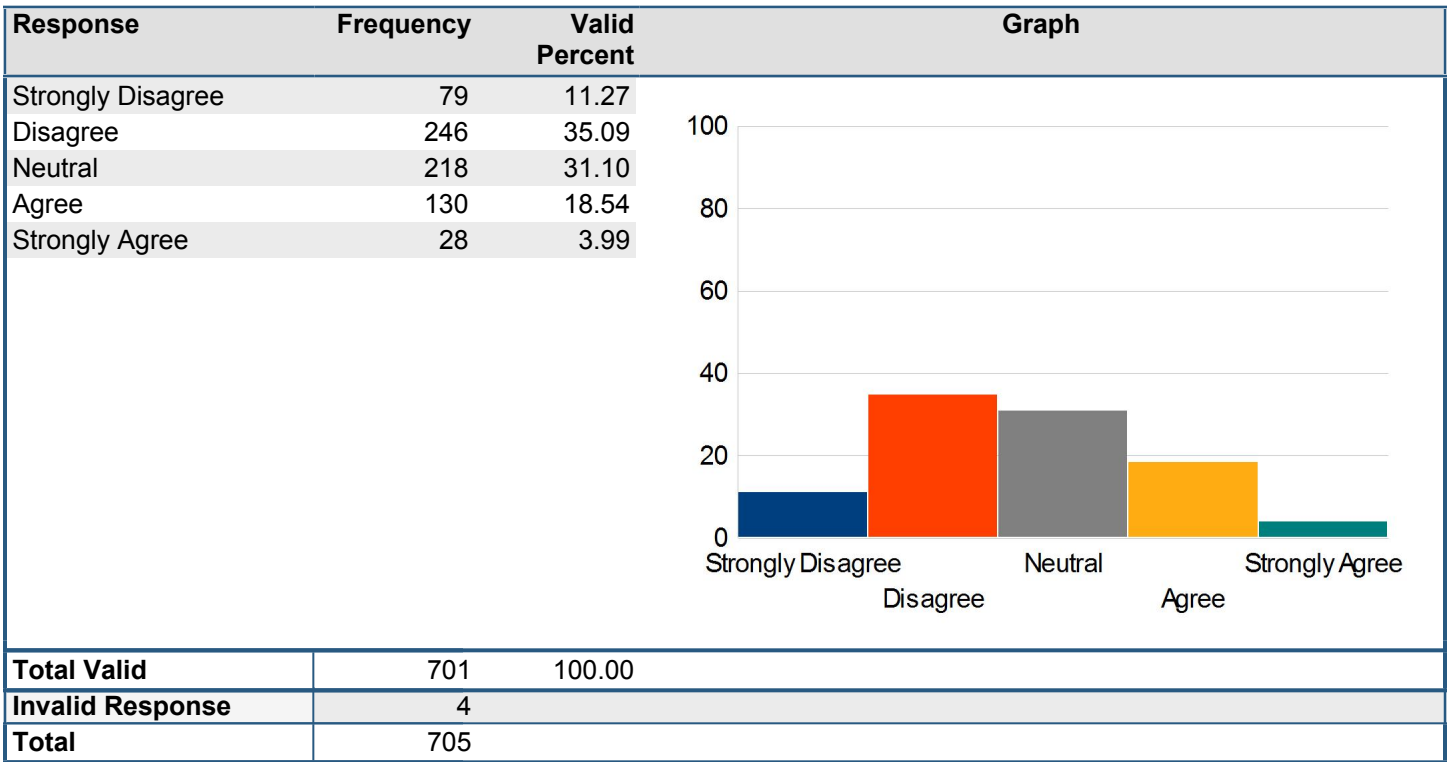 Response Frequency Valid Percent Graph
Strongly Disagree 79 11.27
Disagree 246 35.09
Neutral 218 31.10
Agree 130 18.54
Strongly Agree 28 3.99
100
80
60
40
20
0
Strongly Disagree Neutral Strongly Agree
Disagree Agree
Total Valid 701 100.00
Invalid Response 4
Total 705